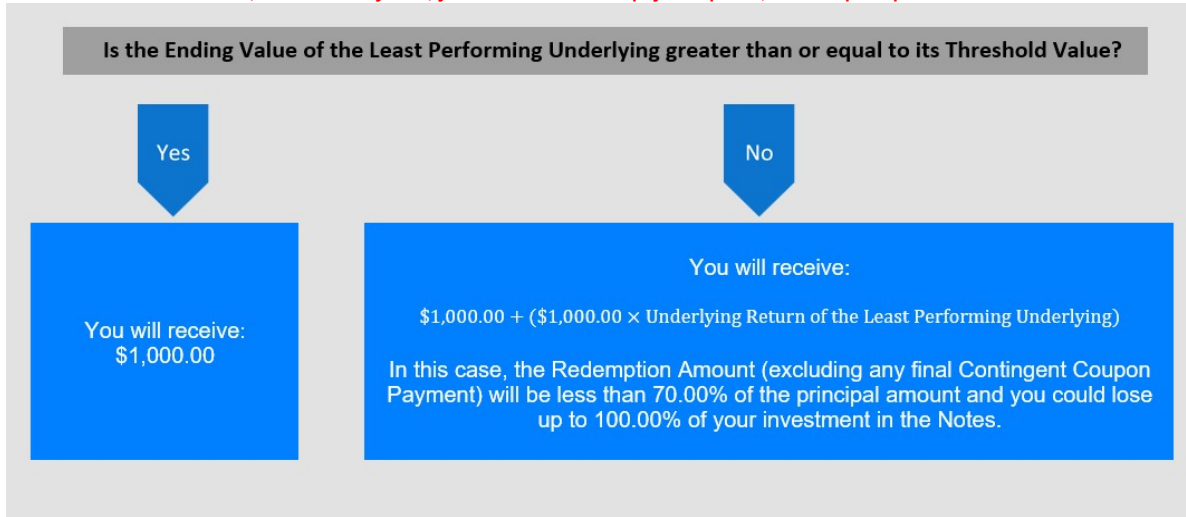 Is the Ending Value of the Least Performing Underlying greater than or equal to its Threshold Value?
Yes
No
You will receive:
$1,000.00
You will receive:
$1,000.00 + ($1,000.00 × Underlying Return of the Least Performing Underlying)
In this case, the Redemption Amount (excluding any final Contingent Coupon
Payment) will be less than 70.00% of the principal amount and you could lose
up to 100.00% of your investment in the Notes.